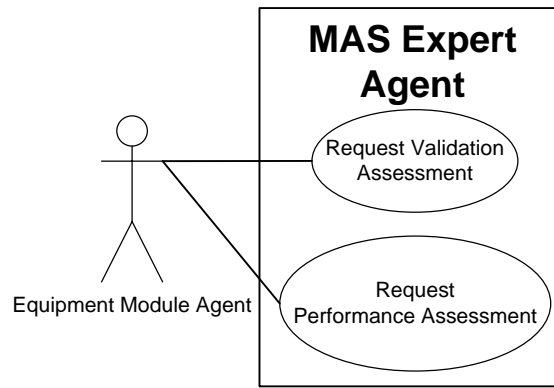 MAS Expert
Agent
Request Validation
Assessment
Request
Performance Assessment
Equipment Module Agent